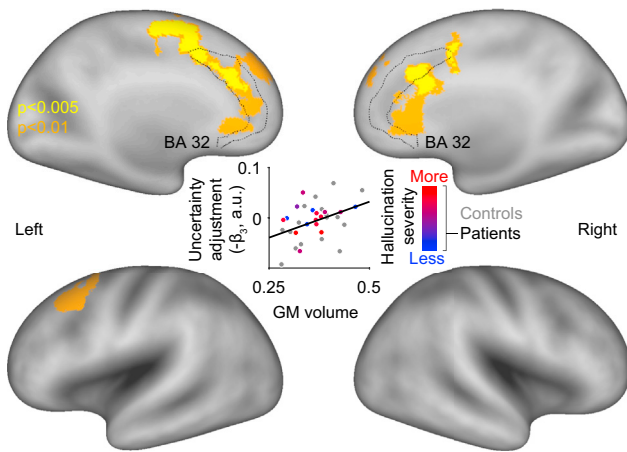 p<0.005
p<0.01
BA 32
BA 32
Left
Right
Uncertainty
adjustment
(-β3, a.u.)
0.1
0
0.25
0.5
GM volume
Hallucination
severity
More
Less
Controls
Patients